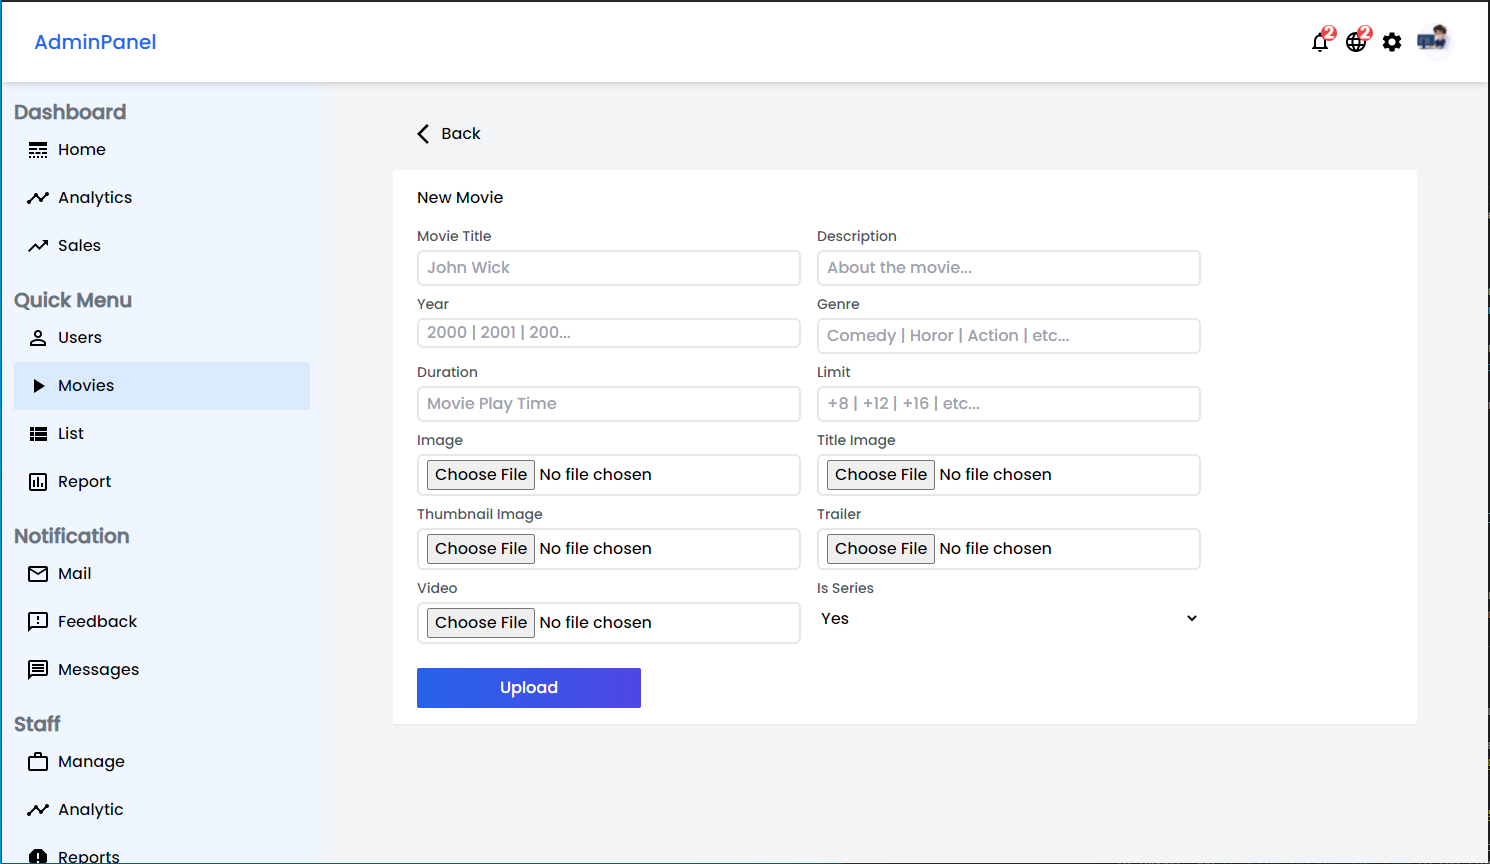 AdminPanel
2
2
Dashboard
Home
Analytics
Sales
Quick Menu
Users
Movies
List
Report
Notification
Mail
Feedback
Messages
Staff
Manage
Analytic
Reports
Back
New Movie
Movie Title
Description
John Wick
About the movie...
Year
Genre
2000 | 2001 | 200...
Comedy | Horor | Action | etc...
Duration
Limit
Movie Play Time
+8 | +12 | +16 | etc...
Image
Title Image
Choose File No file chosen
Choose File No file chosen
Thumbnail Image
Trailer
Choose File No file chosen
Choose File No file chosen
Video
Is Series
Choose File No file chosen
Yes
Upload